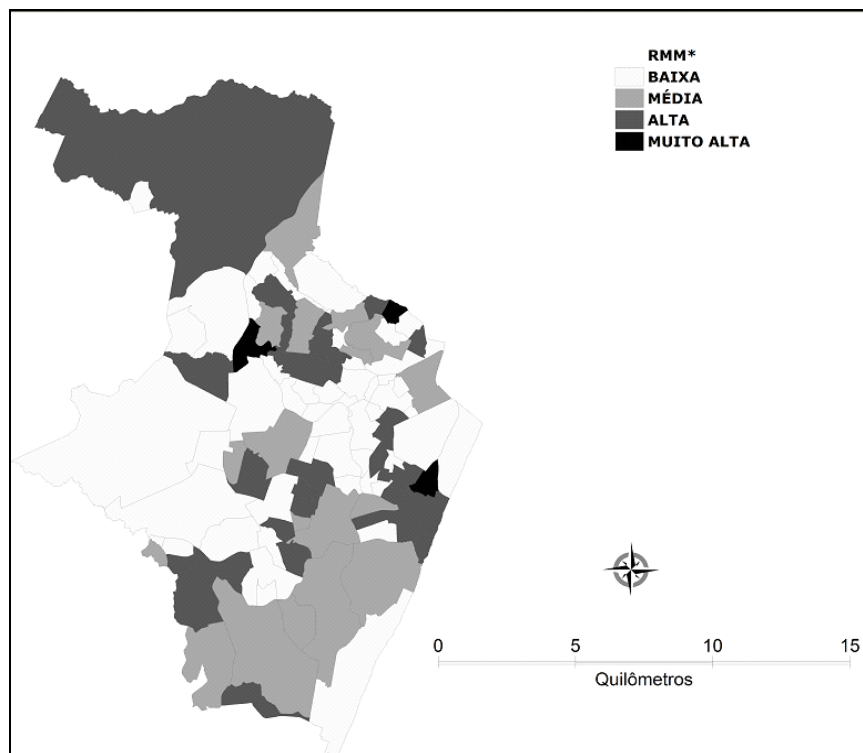 RMM*
BAIXA
MÉDIA
ALTA
MUITO ALTA
0 5 10 15
Quilômetros